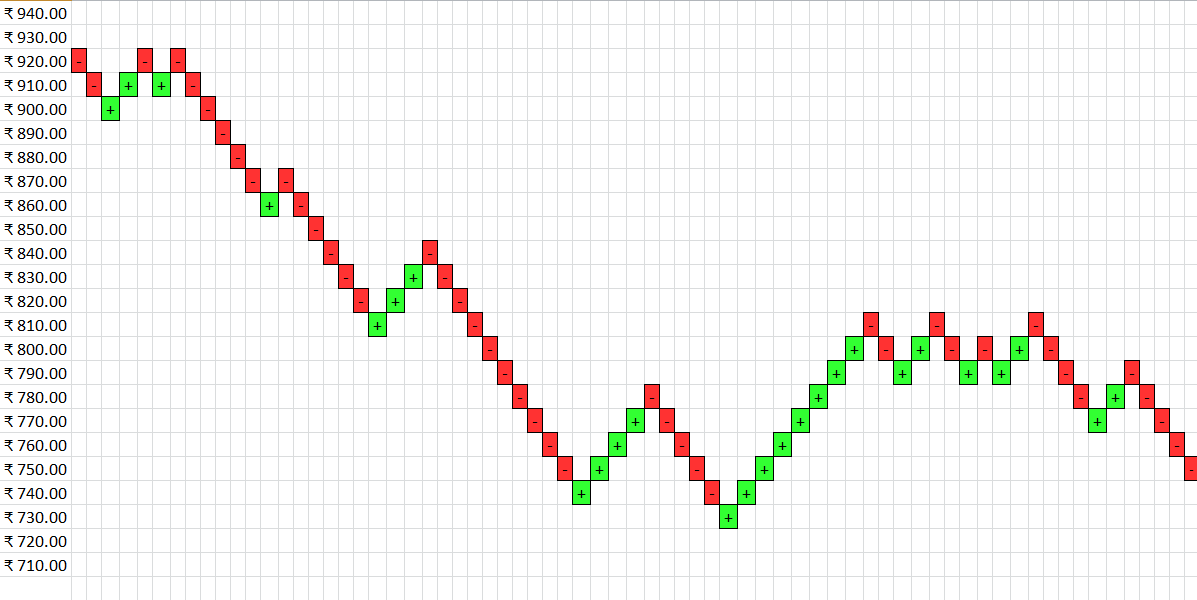 ₹ 940.00
₹ 930.00
₹ 920.00 - - -
₹ 910.00 - + + -
₹ 900.00 + -
₹ 890.00 -
₹ 880.00 -
₹ 870.00 - -
₹ 860.00 + -
₹ 850.00 -
₹ 840.00 - -
₹ 830.00 - + -
₹ 820.00 - + -
₹ 810.00 + - - - -
₹ 800.00 - + - + - - + -
₹ 790.00 - + + + + - -
₹ 780.00 - - + - + -
₹ 770.00 - + - + + -
₹ 760.00 - + - + -
₹ 750.00 - + - + -
₹ 740.00 + - +
₹ 730.00 +
₹ 720.00
₹ 710.00